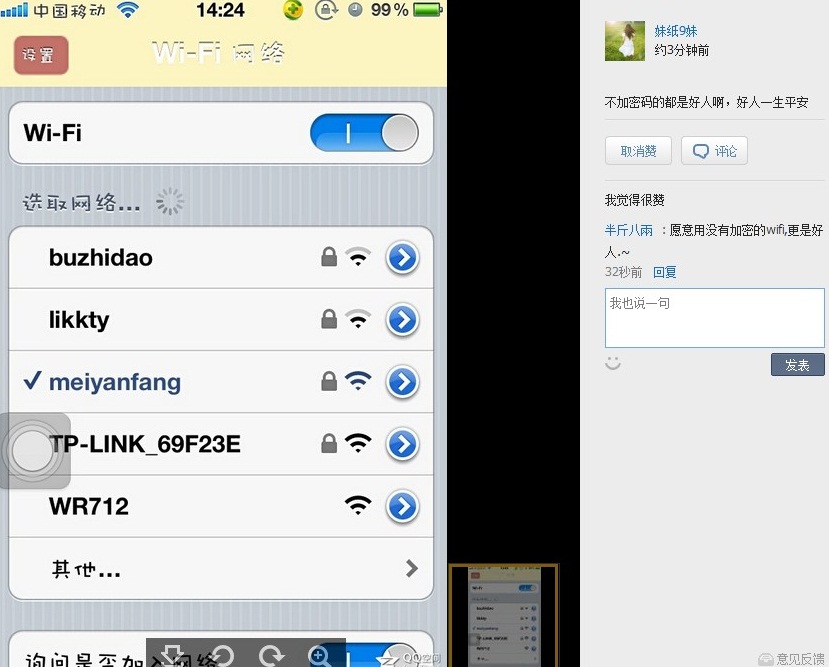 中国移动
14:24
99%
设置
Wi-Fi 网络
Wi-Fi
选取网络...
buzhidao
likkty
meiyanfang
TP-LINK_69F23E
WR712
其他...
询问是否加入网络
QQ空间
妹纸9妹
约3分钟前
不加密码的都是好人啊，好人一生平安
取消赞
评论
我觉得很赞
半斤八兩 ：愿意用没有加密的wifi,更是好
人.~
32秒前 回复
我也说一句
发表
意见反馈